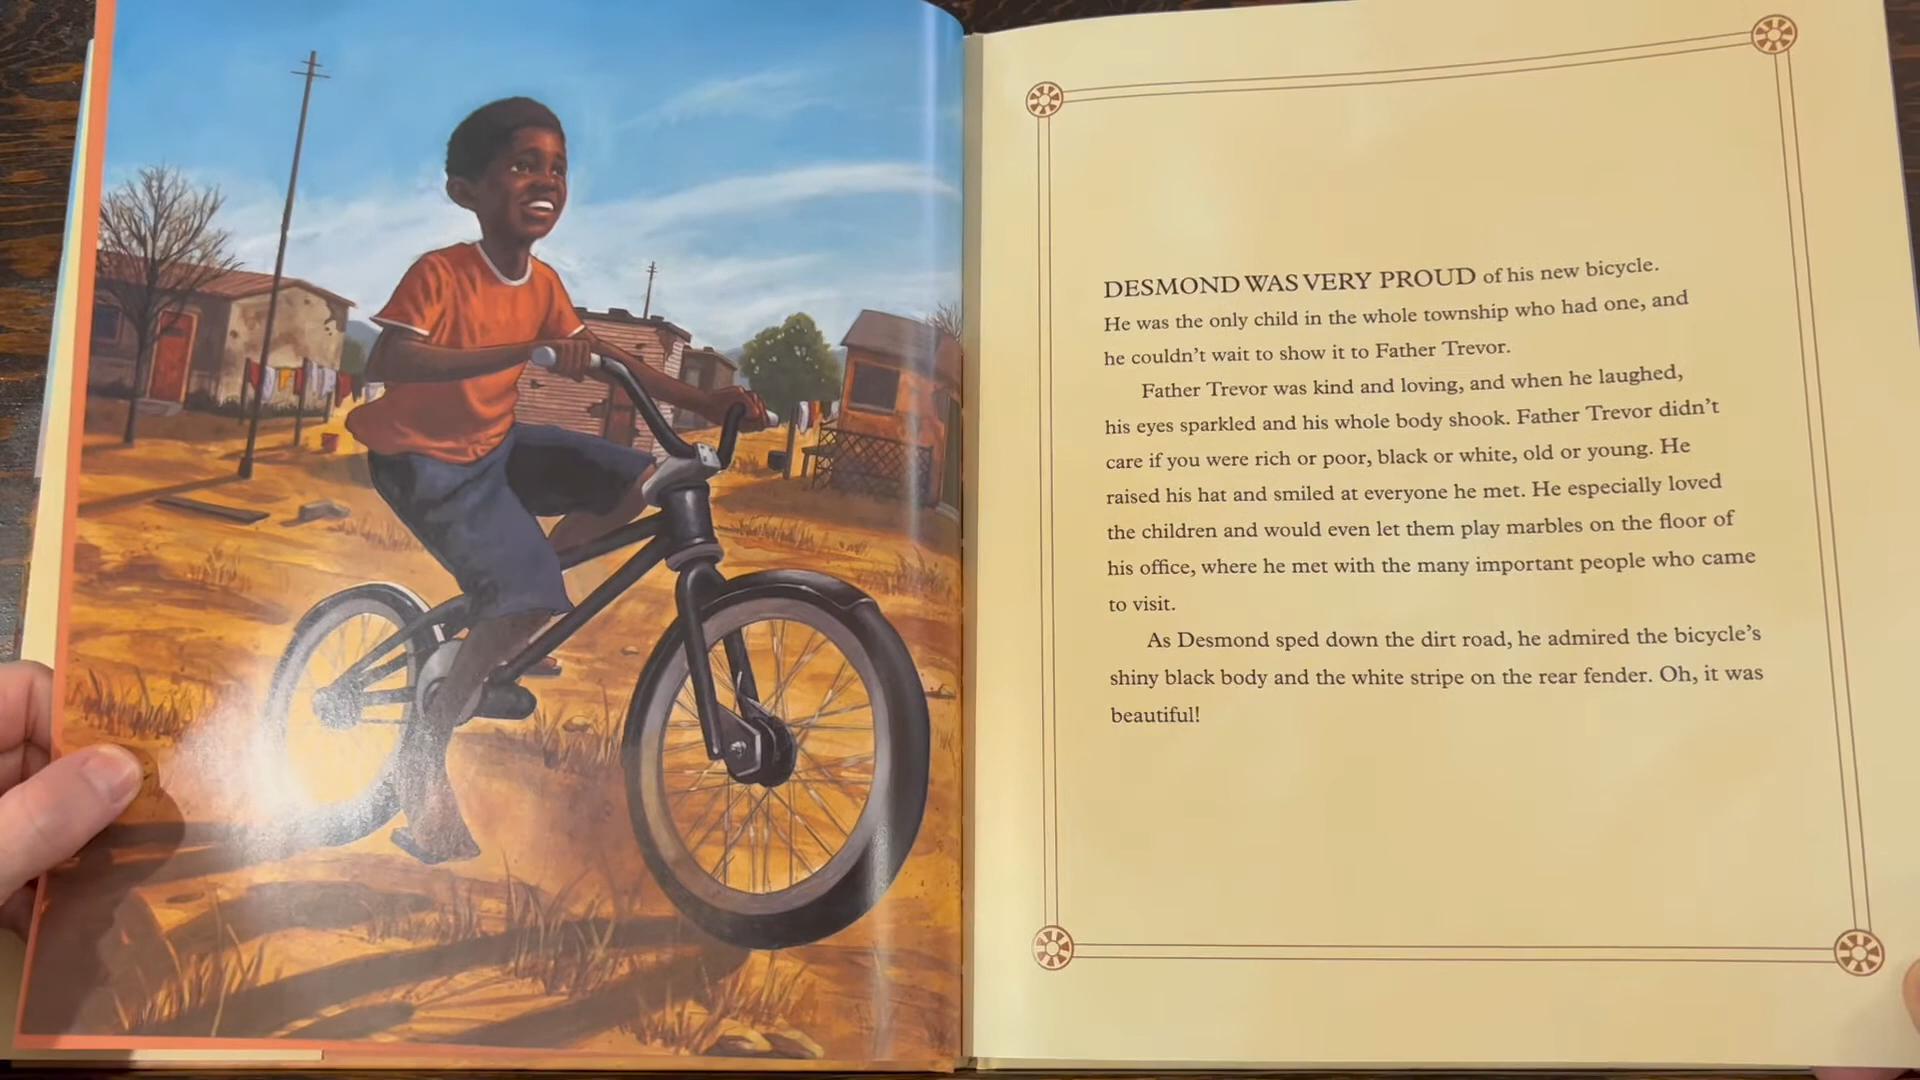 DESMOND WAS VERY PROUD of his new bicycle.
He was the only child in the whole township who had one, and
he couldn't wait to show it to Father Trevor.
Father Trevor was kind and loving, and when he laughed,
his eyes sparkled and his whole body shook. Father Trevor didn't
care if you were rich or poor, black or white, old or young. He
raised his hat and smiled at everyone he met. He especially loved
the children and would even let them play marbles on the floor of
his office, where he met with the many important people who came
to visit.
As Desmond sped down the dirt road, he admired the bicycle's
shiny black body and the white stripe on the rear fender. Oh, it was
beautiful!